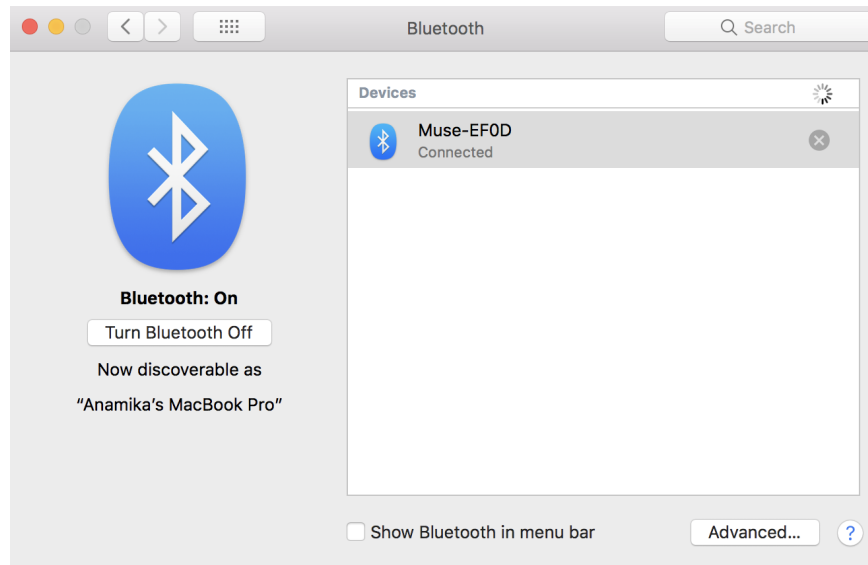 Bluetooth
Search
Devices
Muse-EF0D
Connected
Bluetooth: On
Turn Bluetooth Off
Now discoverable as
“Anamika’s MacBook Pro”
Show Bluetooth in menu bar
Advanced...
?